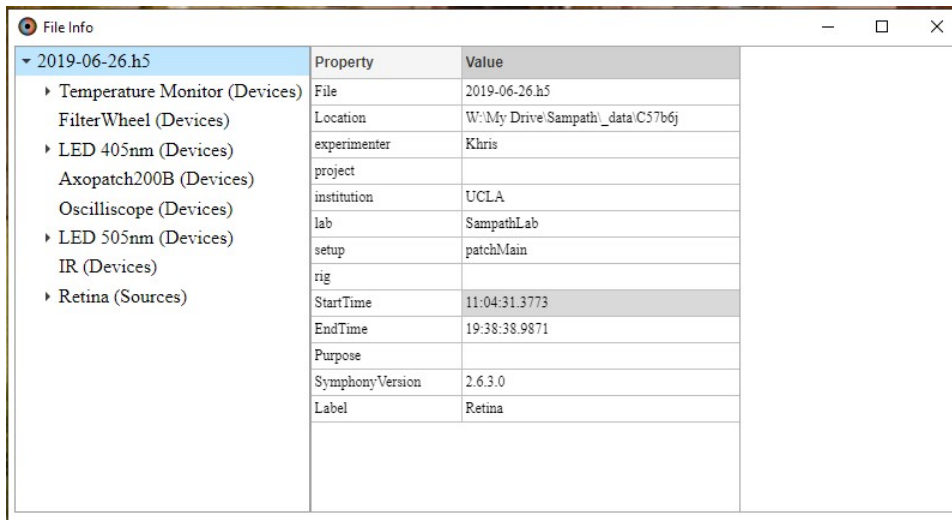 File Info
2019-06-26.h5
Temperature Monitor (Devices)
FilterWheel (Devices)
LED 405nm (Devices)
Axopatch200B (Devices)
Oscilliscope (Devices)
LED 505nm (Devices)
IR (Devices)
Retina (Sources)
Property Value
File 2019-06-26.h5
Location W:\My Drive\Sampath\_data\C57b6j
experimenter Khris
project
institution UCLA
lab SampathLab
setup patchMain
rig
StartTime 11:04:31.3773
EndTime 19:38:38.9871
Purpose
SymphonyVersion 2.6.3.0
Label Retina